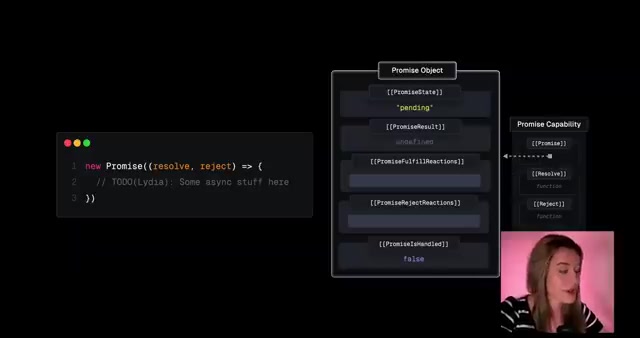 1 new Promise((resolve, reject) => {
2 // TODO(Lydia): Some async stuff here
3 })
Promise Object
[[PromiseState]]
"pending"
[[PromiseResult]]
undefined
[[PromiseFulfillReactions]]
[[PromiseRejectReactions]]
[[PromiseIsHandled]]
false
Promise Capability
[[Promise]]
[[Resolve]]
function
[[Reject]]
function